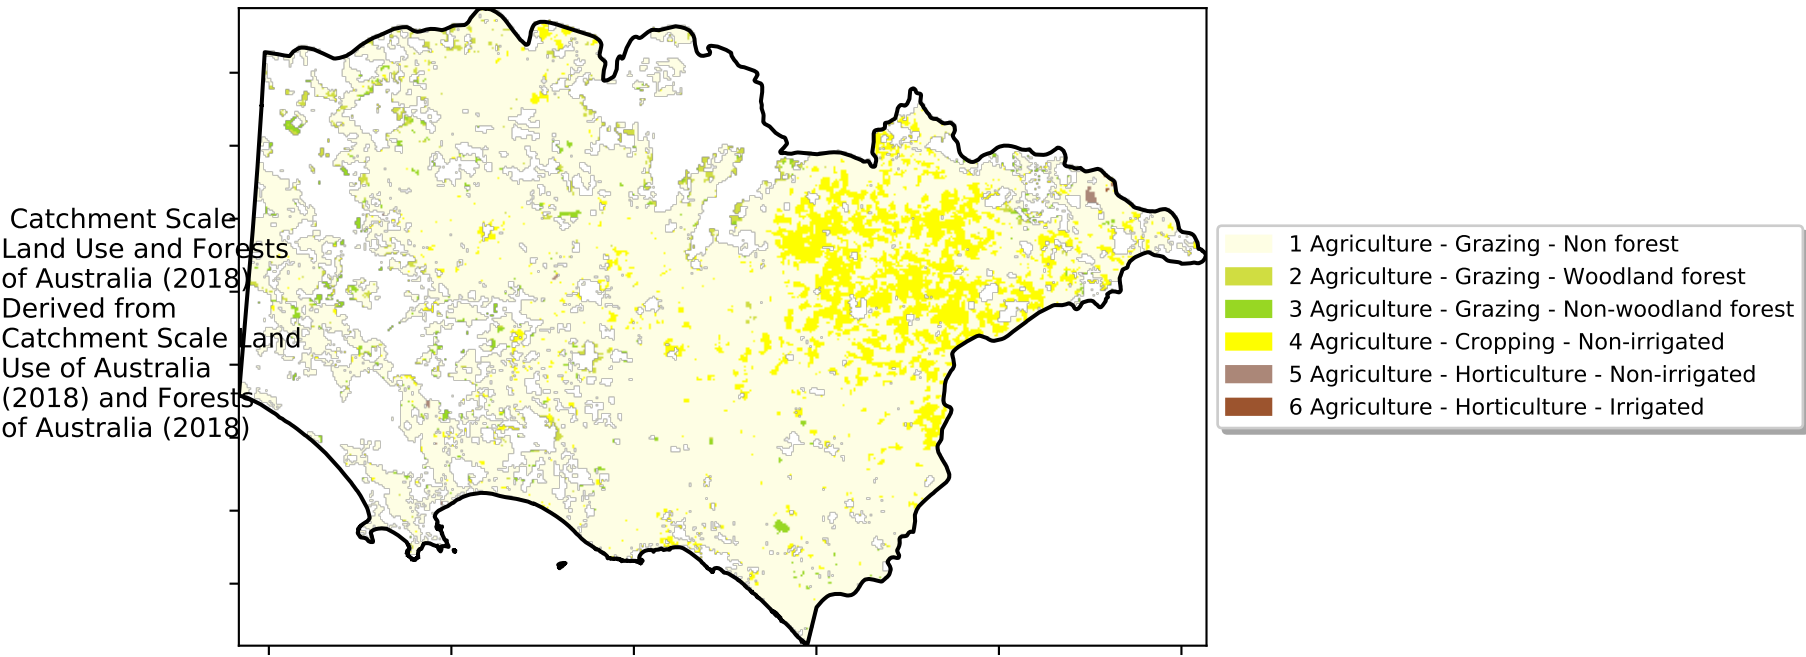 Catchment Scale
Land Use and Forests
of Australia (2018)
Derived from
Catchment Scale Land
Use of Australia
(2018) and Forests
of Australia (2018)
1 Agriculture - Grazing - Non forest
2 Agriculture - Grazing - Woodland forest
3 Agriculture - Grazing - Non-woodland forest
4 Agriculture - Cropping - Non-irrigated
5 Agriculture - Horticulture - Non-irrigated
6 Agriculture - Horticulture - Irrigated